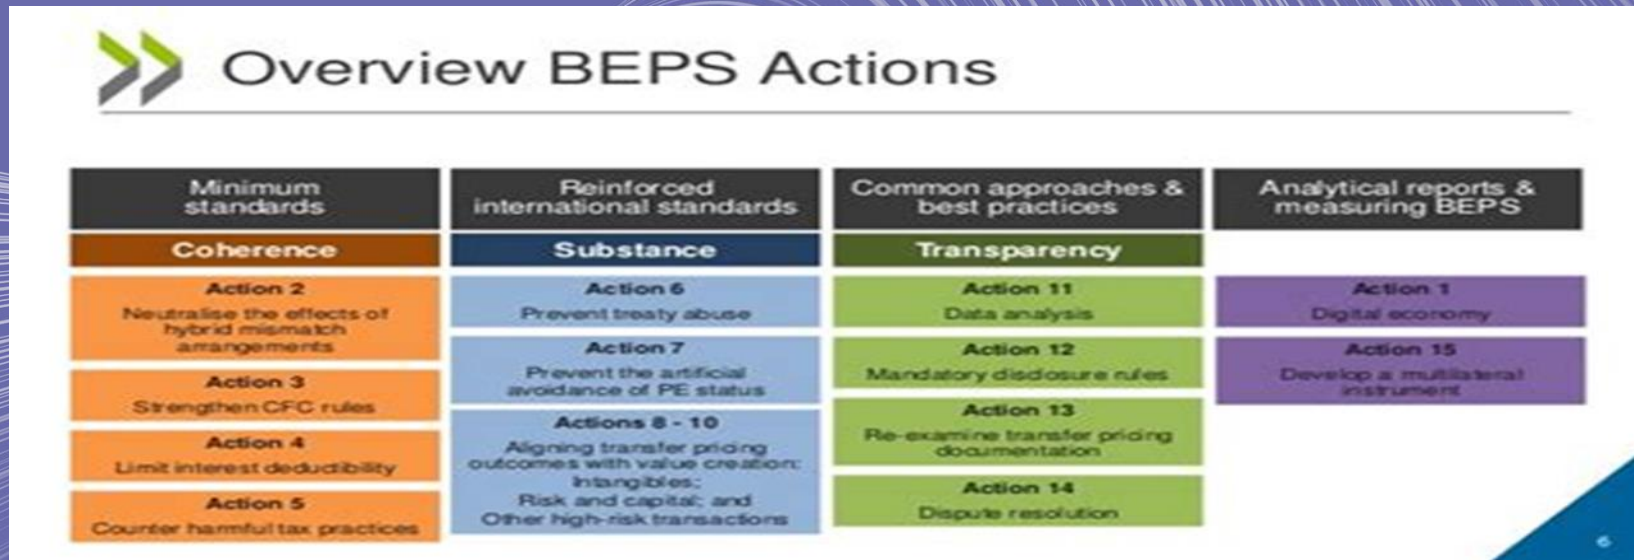 Overview BEPS Actions
Minimum
standards
Reinforced
international standards
Common approaches &
best practices
Analytical reports &
measuring BEPS
Coherence
Substance
Transparency
Action 2
Neutralise the effects of
hybrid mismatch
arrangements
Action 3
Strengthen CFC rules
Action 4
Limit interest deductibility
Action 5
Counter harmful tax practices
Action 6
Prevent treaty abuse
Action 7
Prevent the artificial
avoidance of PE status
Actions 8 - 10
Aligning transfer pricing
outcomes with value creation:
Intangibles;
Risk and capital; and
Other high-risk transactions
Action 11
Data analysis
Action 12
Mandatory disclosure rules
Action 13
Re-examine transfer pricing
documentation
Action 14
Dispute resolution
Action 1
Digital economy
Action 15
Develop a multilateral
instrument
6